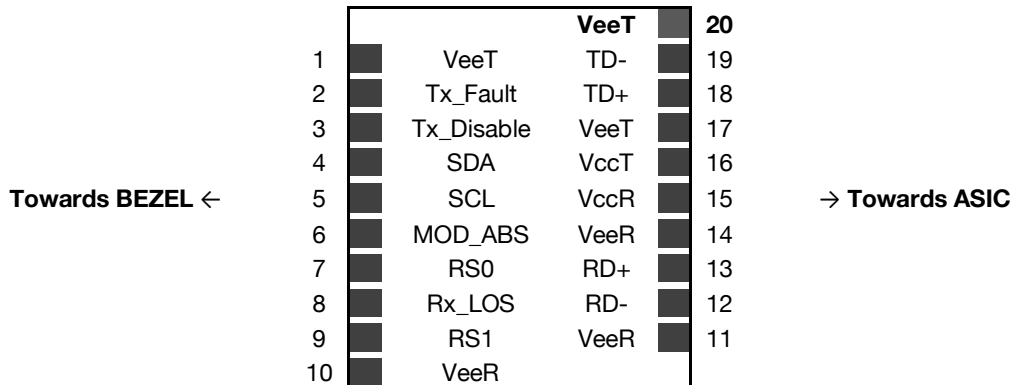 VeeT 20
1 VeeT TD- 19
2 Tx_Fault TD+ 18
3 Tx_Disable VeeT 17
4 SDA VccT 16
Towards BEZEL ← 5 SCL VccR 15 → Towards ASIC
6 MOD_ABS VeeR 14
7 RS0 RD+ 13
8 Rx_LOS RD- 12
9 RS1 VeeR 11
10 VeeR